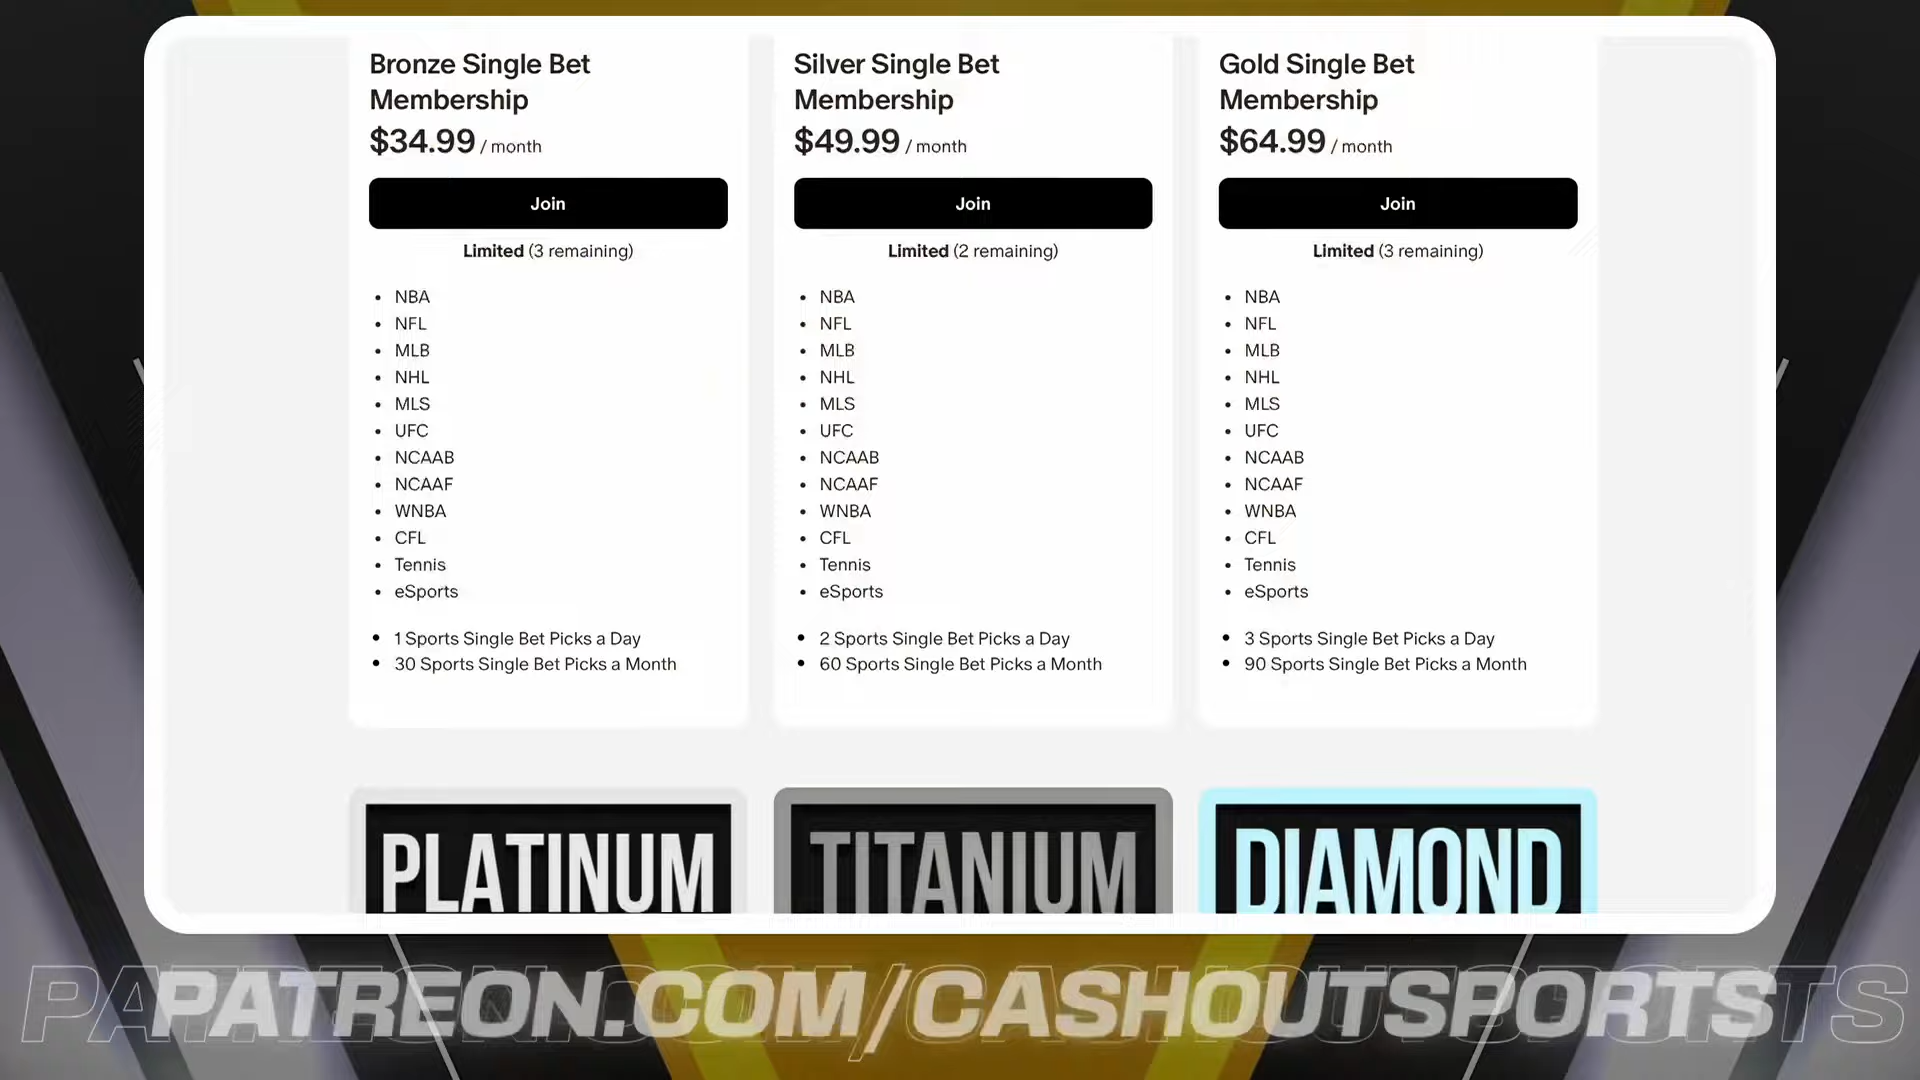 Bronze Single Bet
Membership
$34.99 / month
Join
Limited (3 remaining)
• NBA
• NFL
• MLB
• NHL
• MLS
• UFC
• NCAAB
• NCAAF
• WNBA
• CFL
• Tennis
• eSports
• 1 Sports Single Bet Picks a Day
• 30 Sports Single Bet Picks a Month
Silver Single Bet
Membership
$49.99 / month
Join
Limited (2 remaining)
• NBA
• NFL
• MLB
• NHL
• MLS
• UFC
• NCAAB
• NCAAF
• WNBA
• CFL
• Tennis
• eSports
• 2 Sports Single Bet Picks a Day
• 60 Sports Single Bet Picks a Month
Gold Single Bet
Membership
$64.99 / month
Join
Limited (3 remaining)
• NBA
• NFL
• MLB
• NHL
• MLS
• UFC
• NCAAB
• NCAAF
• WNBA
• CFL
• Tennis
• eSports
• 3 Sports Single Bet Picks a Day
• 90 Sports Single Bet Picks a Month
PLATINUM
TITANIUM
DIAMOND
PATREON.COM/CASHOUTSPORTS